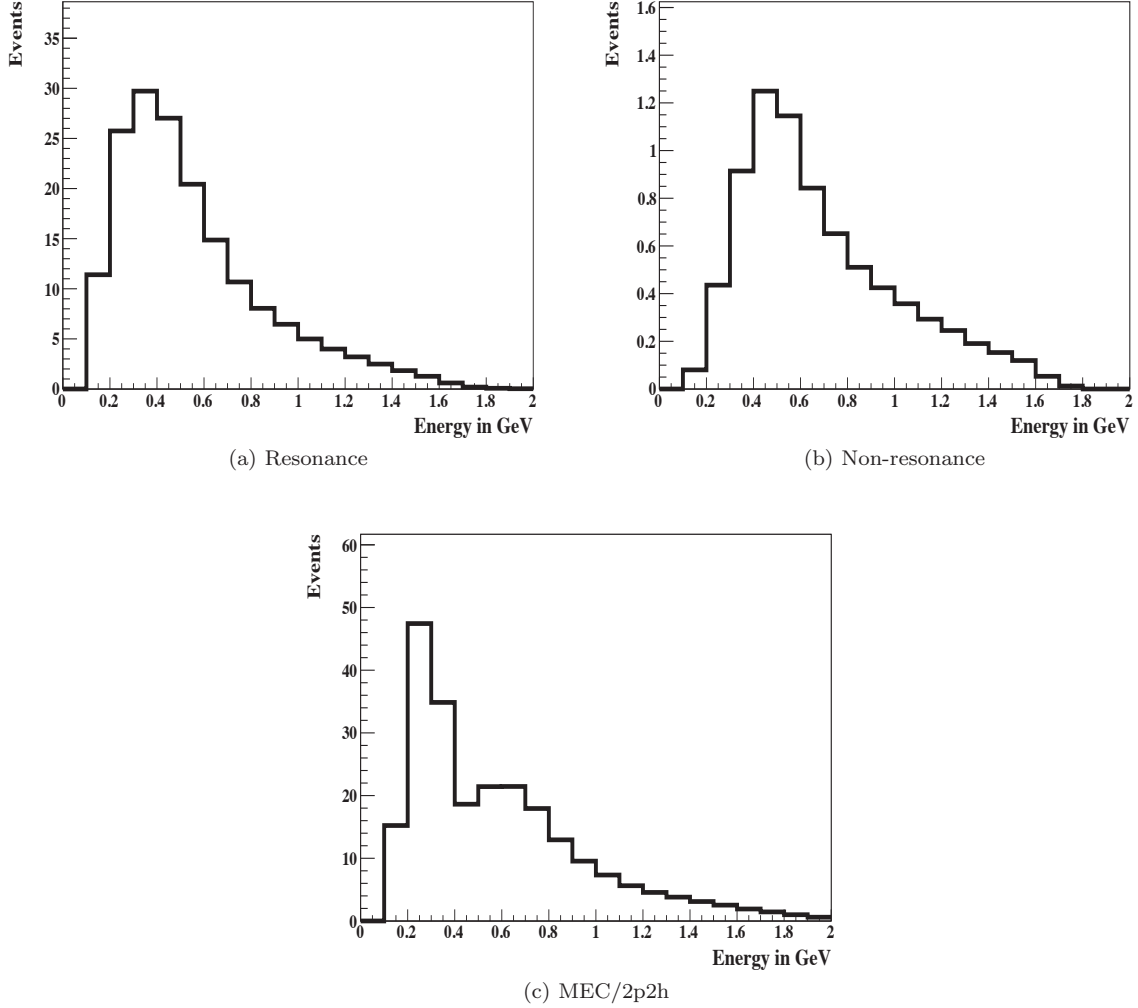 Events
35
30
25
20
15
10
5
0
0 0.2 0.4 0.6 0.8 1 1.2 1.4 1.6 1.8 2
Energy in GeV
(a) Resonance
Events
1.6
1.4
1.2
1
0.8
0.6
0.4
0.2
0
0 0.2 0.4 0.6 0.8 1 1.2 1.4 1.6 1.8 2
Energy in GeV
(b) Non-resonance
Events
60
50
40
30
20
10
0
0 0.2 0.4 0.6 0.8 1 1.2 1.4 1.6 1.8 2
Energy in GeV
(c) MEC/2p2h